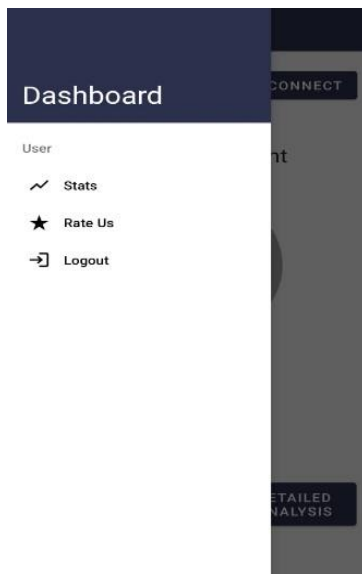 Dashboard
CONNECT
User
nt
Stats
Rate Us
Logout
ETAILED
NALYSIS